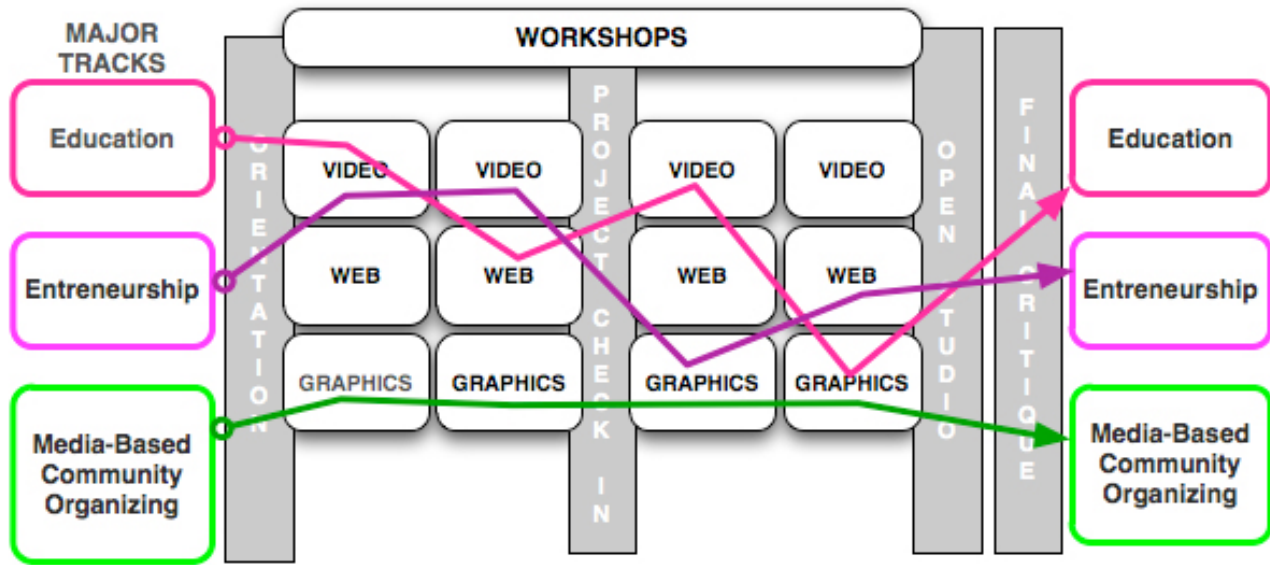 MAJOR
TRACKS
WORKSHOPS
Education
Entreneurship
Media-Based
Community
Organizing
ORIENTATION
VIDEO
VIDEO
PROJECT CHECK IN
VIDEO
VIDEO
WEB
WEB
WEB
WEB
GRAPHICS
GRAPHICS
GRAPHICS
GRAPHICS
OPEN STUDIO
FINAL CRITIQUE
Education
Entreneurship
Media-Based
Community
Organizing